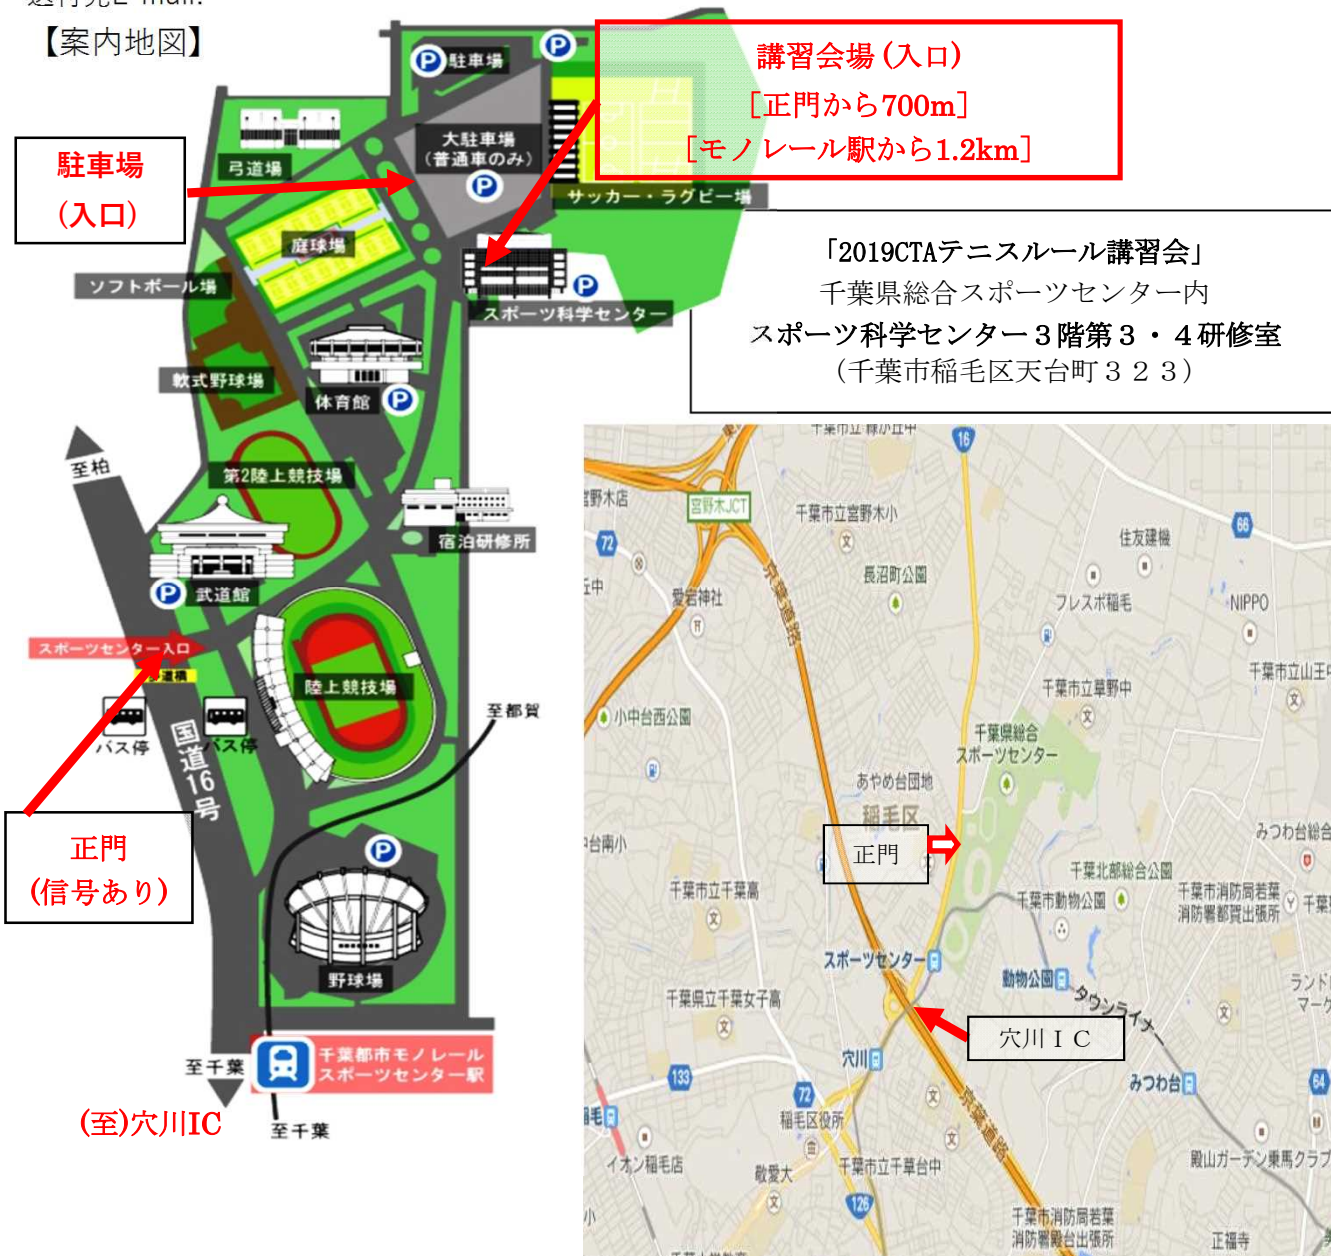 【案内地図】
駐車場
講習会場(入口)
[正門から700m]
[モノレール駅から1.2km]
大駐車場
(普通車のみ)
駐車場
(入口)
弓道場
サッカー・ラグビー場
庭球場
ソフトボール場
スポーツ科学センター
「2019CTAテニスルール講習会」
千葉県総合スポーツセンター内
スポーツ科学センター３階第３・４研修室
(千葉市稲毛区天台町３２３)
軟式野球場
体育館
至柏
第2陸上競技場
宿泊研修所
武道館
スポーツセンター入口
陸上競技場
至都賀
バス停
バス停
国道16号
正門
(信号あり)
野球場
千葉都市モノレール
スポーツセンター駅
至千葉
(至)穴川IC
至千葉
16
宮野木JCT
千葉市立宮野木小
66
住友建機
72
長沼町公園
愛宕神社
フレスポ稲毛
NIPPO
京葉道路
千葉市立草野中
小中台西公園
千葉県総合
スポーツセンター
あやめ台団地
稲毛区
正門
千葉北部総合公園
千葉市立千葉高
千葉市動物公園
千葉市消防局若葉
消防署都賀出張所
スポーツセンター
動物公園
タウンライナー
千葉県立千葉女子高
穴川ＩＣ
穴川
みつわ台
133
64
72
稲毛区役所
京葉道路
イオン稲毛店
敬愛大
千葉市立千草台中
殿山ガーデン乗馬クラブ
126
千葉市消防局若葉
消防署殿台出張所
正福寺